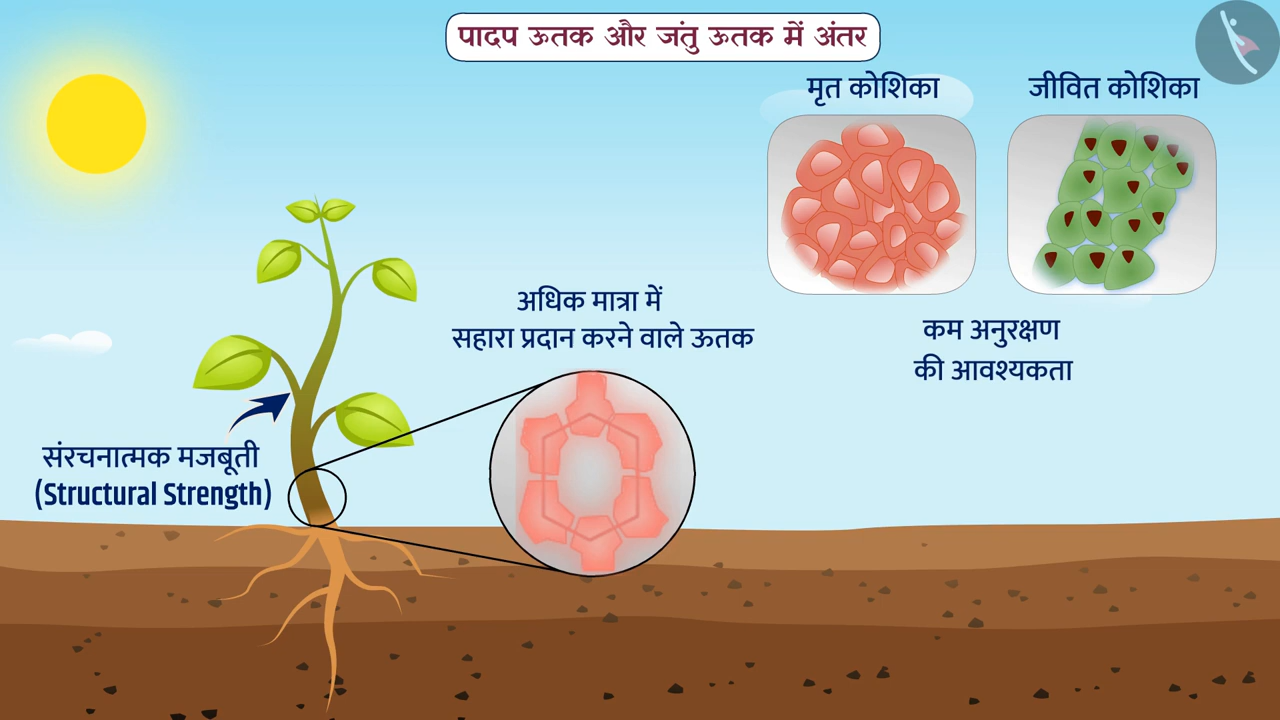 पादप ऊतक और जंतु ऊतक में अंतर
मृत कोशिका
जीवित कोशिका
अधिक मात्रा में
सहारा प्रदान करने वाले ऊतक
कम अनुरक्षण
की आवश्यकता
संरचनात्मक मजबूती
(Structural Strength)